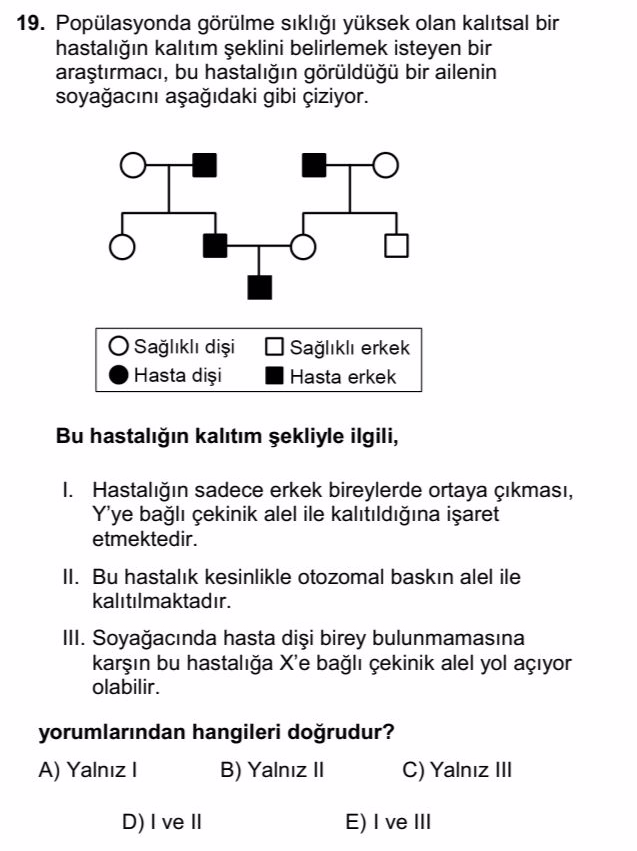 19. Popülasyonda görülme sıklığı yüksek olan kalıtsal bir
hastalığın kalıtım şeklini belirlemek isteyen bir
araştırmacı, bu hastalığın görüldüğü bir ailenin
soyağacını aşağıdaki gibi çiziyor.
Sağlıklı dişi Sağlıklı erkek
Hasta dişi Hasta erkek
Bu hastalığın kalıtım şekliyle ilgili,
I. Hastalığın sadece erkek bireylerde ortaya çıkması,
Y'ye bağlı çekinik alel ile kalıtıldığına işaret
etmektedir.
II. Bu hastalık kesinlikle otozomal baskın alel ile
kalıtılmaktadır.
III. Soyağacında hasta dişi birey bulunmamasına
karşın bu hastalığa X'e bağlı çekinik alel yol açıyor
olabilir.
yorumlarından hangileri doğrudur?
A) Yalnız I B) Yalnız II C) Yalnız III
D) I ve II E) I ve III